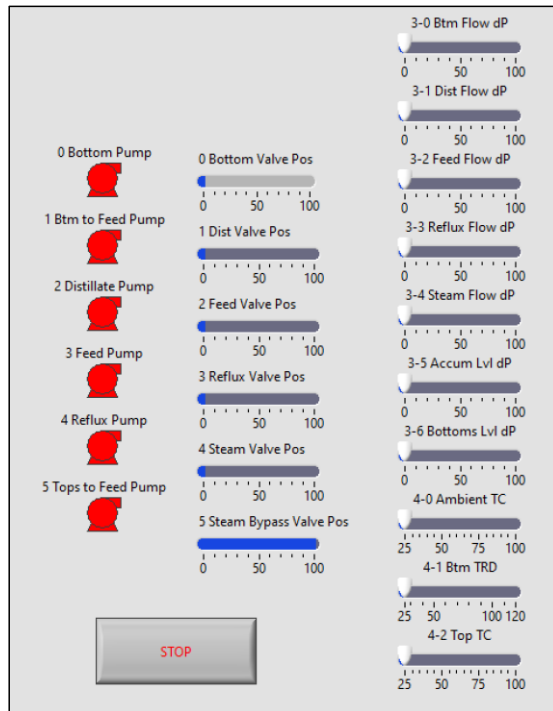 0 Bottom Pump
1 Btm to Feed Pump
2 Distillate Pump
3 Feed Pump
4 Reflux Pump
5 Tops to Feed Pump
0 Bottom Valve Pos
0 50 100
1 Dist Valve Pos
0 50 100
2 Feed Valve Pos
0 50 100
3 Reflux Valve Pos
0 50 100
4 Steam Valve Pos
0 50 100
5 Steam Bypass Valve Pos
0 50 100
3-0 Btm Flow dP
0 50 100
3-1 Dist Flow dP
0 50 100
3-2 Feed Flow dP
0 50 100
3-3 Reflux Flow dP
0 50 100
3-4 Steam Flow dP
0 50 100
3-5 Accum Lvl dP
0 50 100
3-6 Bottoms Lvl dP
0 50 100
4-0 Ambient TC
25 50 75 100
4-1 Btm TRD
25 50 100 120
4-2 Top TC
25 50 75 100
STOP